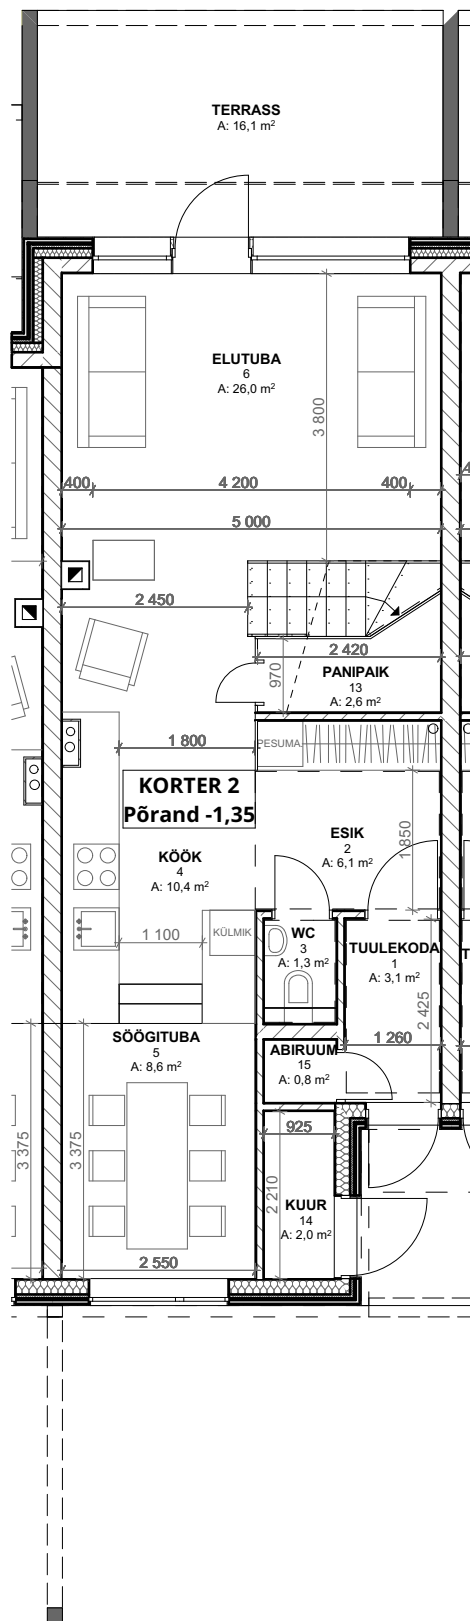 TERRASS
A: 16,1 m²
ELUTUBA
6
A: 26,0 m²
3 800
400
4 200
400
5 000
2 450
2 420
970
PANIPAIK
13
A: 2,6 m²
PESUMA
1 800
KORTER 2
Põrand -1,35
ESIK
2
A: 6,1 m²
1 850
KÖÖK
4
A: 10,4 m²
1 100
KÜLMIK
WC
3
A: 1,3 m²
TUULEKODA
1
A: 3,1 m²
2 425
1 260
SÖÖGITUBA
5
A: 8,6 m²
ABIRUUM
15
A: 0,8 m²
925
3 375
3 375
2 210
KUUR
14
A: 2,0 m²
2 550